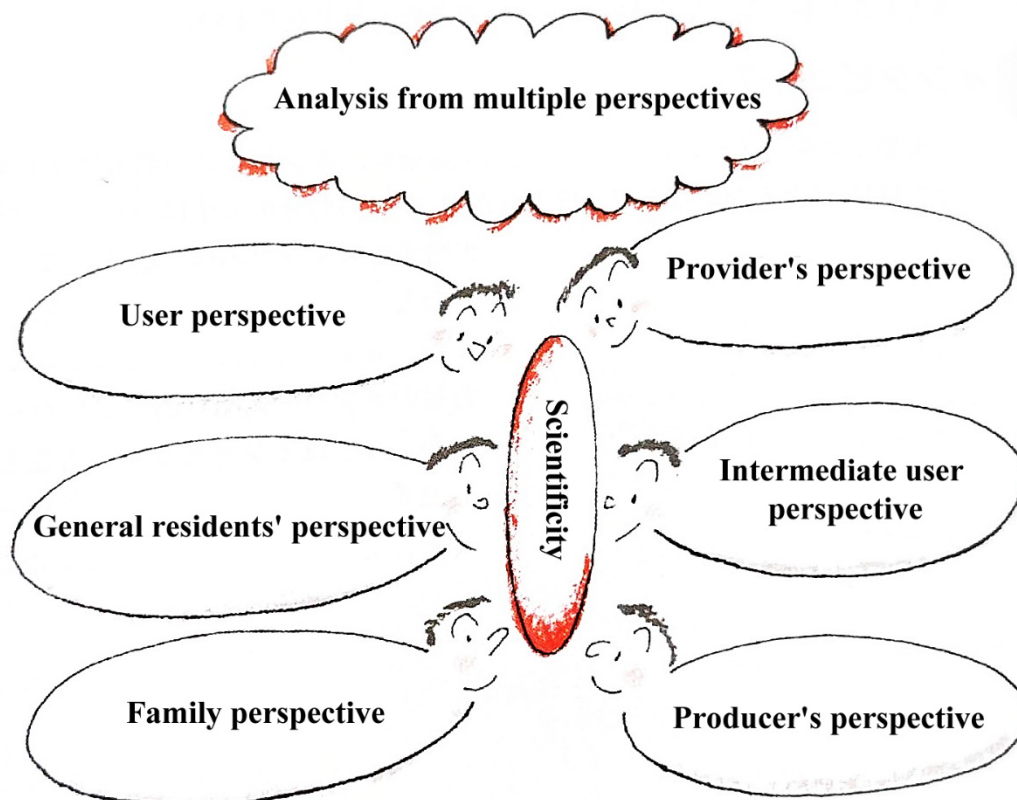 Analysis from multiple perspectives
User perspective
Provider's perspective
Scientificity
General residents' perspective
Intermediate user
perspective
Family perspective
Producer's perspective